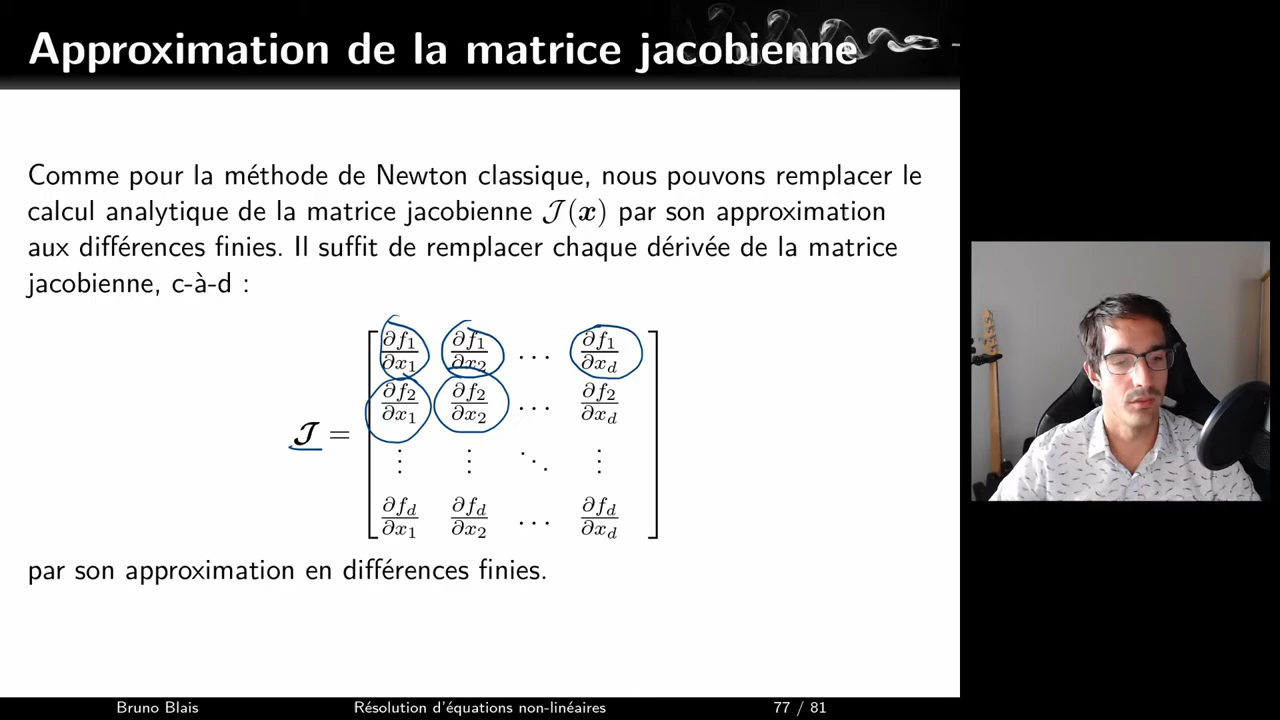 Approximation de la matrice jacobienne
Comme pour la méthode de Newton classique, nous pouvons remplacer le
calcul analytique de la matrice jacobienne 𝒥(𝒙) par son approximation
aux différences finies. Il suffit de remplacer chaque dérivée de la matrice
jacobienne, c-à-d :
∂f₁/∂x₁ ∂f₁/∂x₂ … ∂f₁/∂x_d
∂f₂/∂x₁ ∂f₂/∂x₂ … ∂f₂/∂x_d
𝒥 =
⋮ ⋮ ⋱ ⋮
∂f_d/∂x₁ ∂f_d/∂x₂ … ∂f_d/∂x_d
par son approximation en différences finies.
Bruno Blais Résolution d'équations non-linéaires 77 / 81